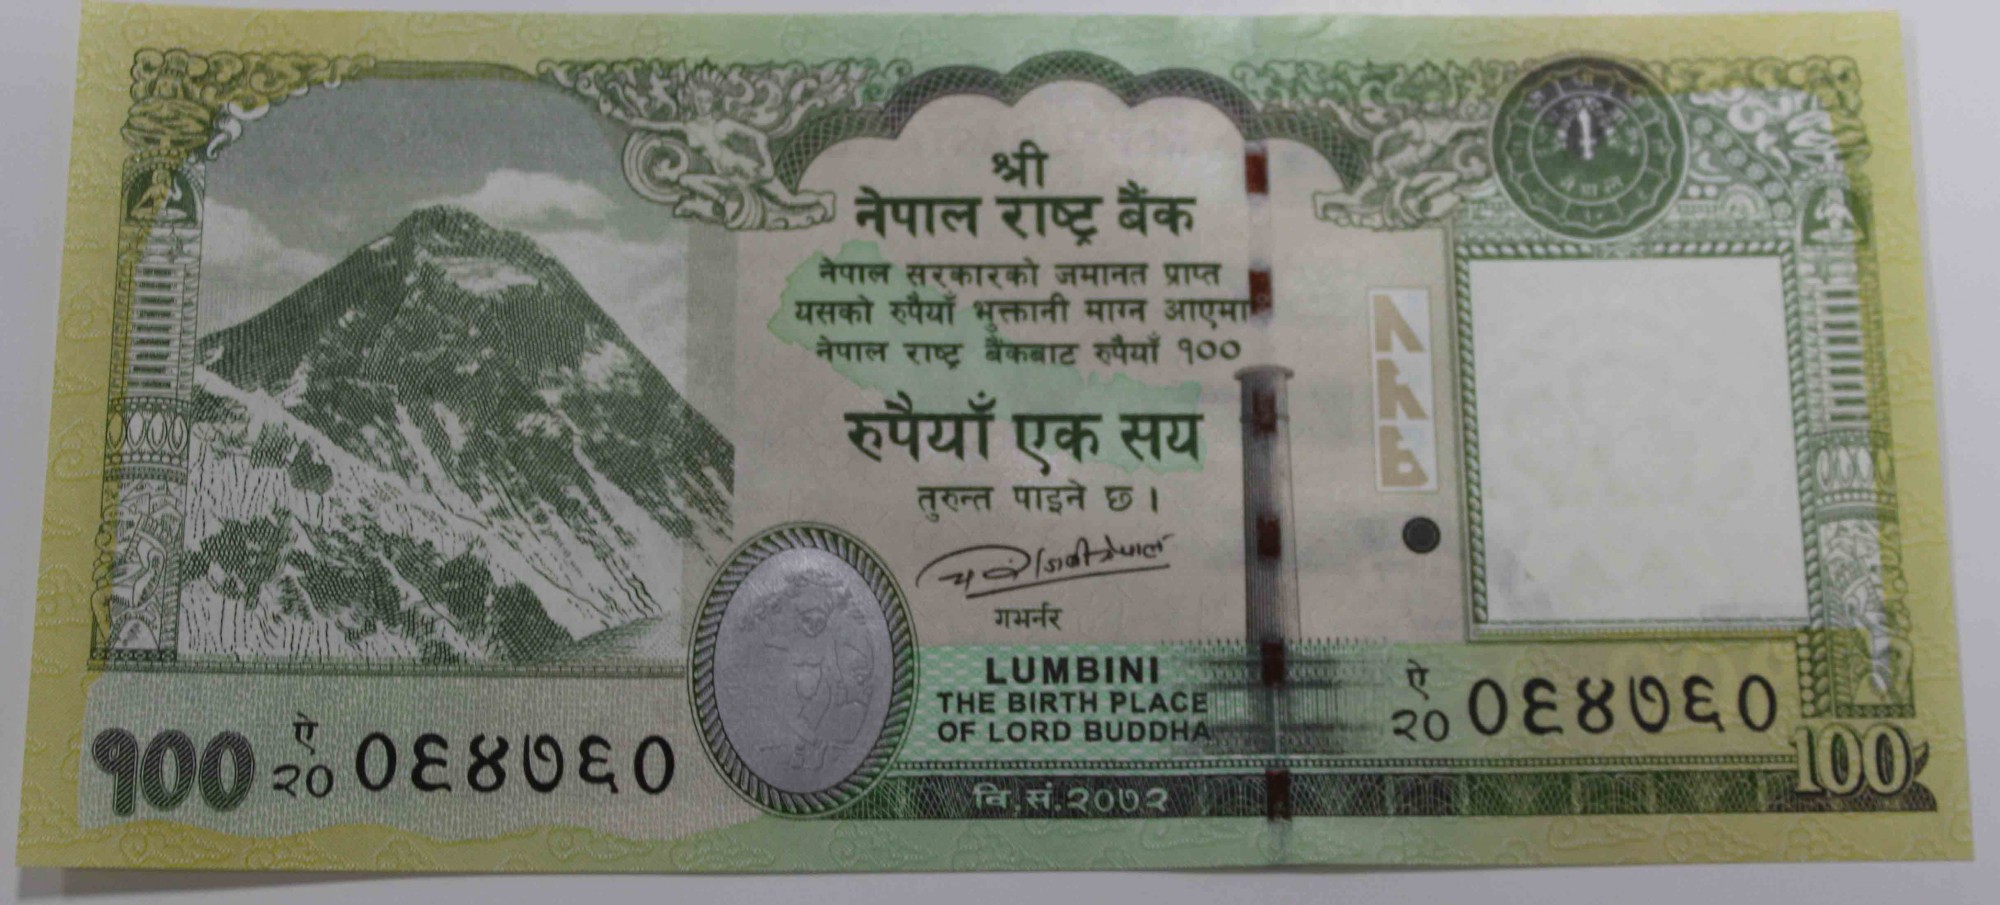 श्री
नेपाल राष्ट्र बैंक
नेपाल सरकारको जमानत प्राप्त
यसको रुपैयाँ भुक्तानी माग्न आएमा
नेपाल राष्ट्र बैंकबाट रुपैयाँ १००
रुपैयाँ एक सय
तुरुन्त पाइने छ ।
गभर्नर
LUMBINI
THE BIRTH PLACE
OF LORD BUDDHA
वि.सं.२०७२
१००
ऐ
२० ०६४७६०
ऐ
२० ०६४७६०
100